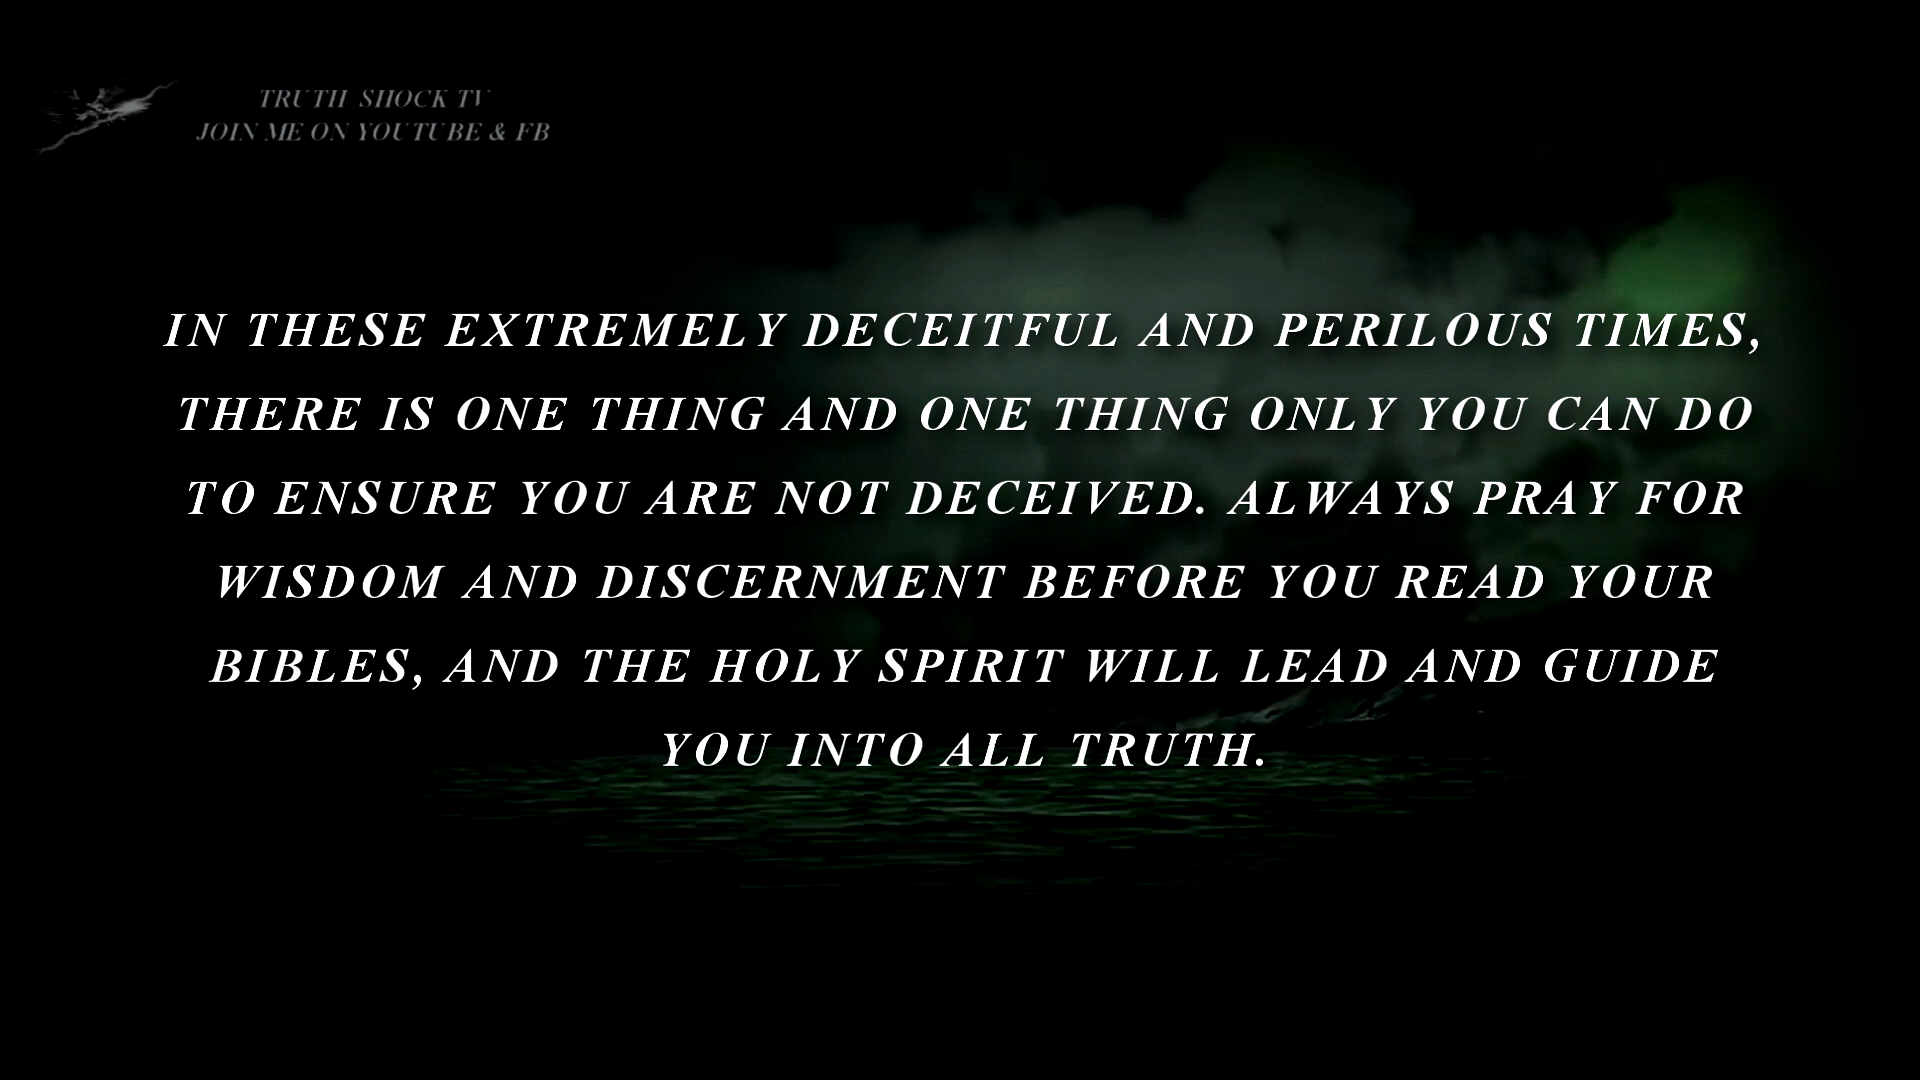 TRUTH SHOCK TV
JOIN ME ON YOUTUBE & FB
IN THESE EXTREMELY DECEITFUL AND PERILOUS TIMES,
THERE IS ONE THING AND ONE THING ONLY YOU CAN DO
TO ENSURE YOU ARE NOT DECEIVED. ALWAYS PRAY FOR
WISDOM AND DISCERNMENT BEFORE YOU READ YOUR
BIBLES, AND THE HOLY SPIRIT WILL LEAD AND GUIDE
YOU INTO ALL TRUTH.